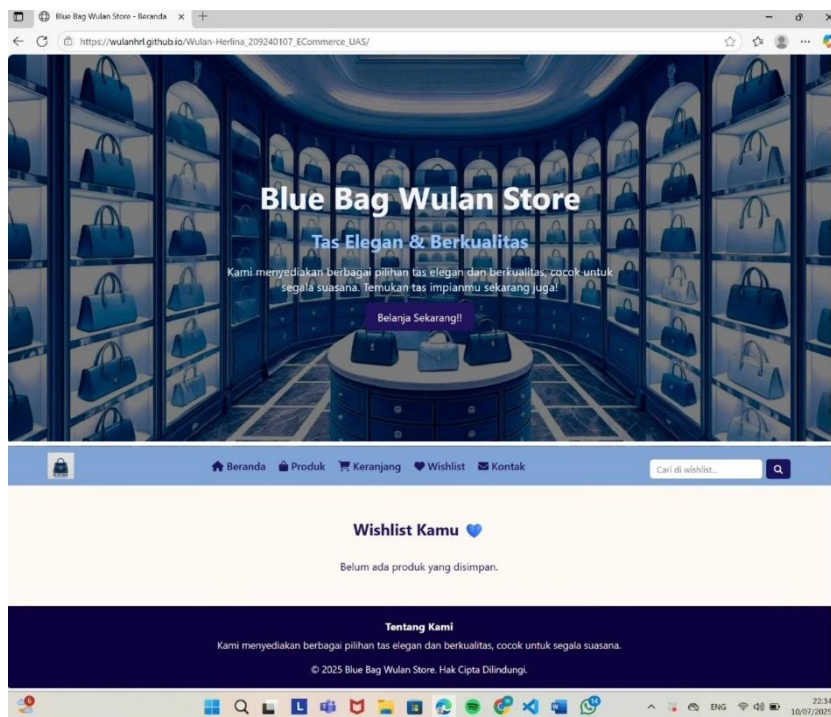 Blue Bag Wulan Store - Beranda
https://wulanhrl.github.io/Wulan-Herlina_209240107_ECommerce_UAS/
Blue Bag Wulan Store
Tas Elegan & Berkualitas
Kami menyediakan berbagai pilihan tas elegan dan berkualitas, cocok untuk
segala suasana. Temukan tas impianmu sekarang juga!
Belanja Sekarang!!
Beranda Produk Keranjang Wishlist Kontak
Cari di wishlist...
Wishlist Kamu 💙
Belum ada produk yang disimpan.
Tentang Kami
Kami menyediakan berbagai pilihan tas elegan dan berkualitas, cocok untuk segala suasana.
© 2025 Blue Bag Wulan Store. Hak Cipta Dilindungi.
ENG
22:34
10/07/2025